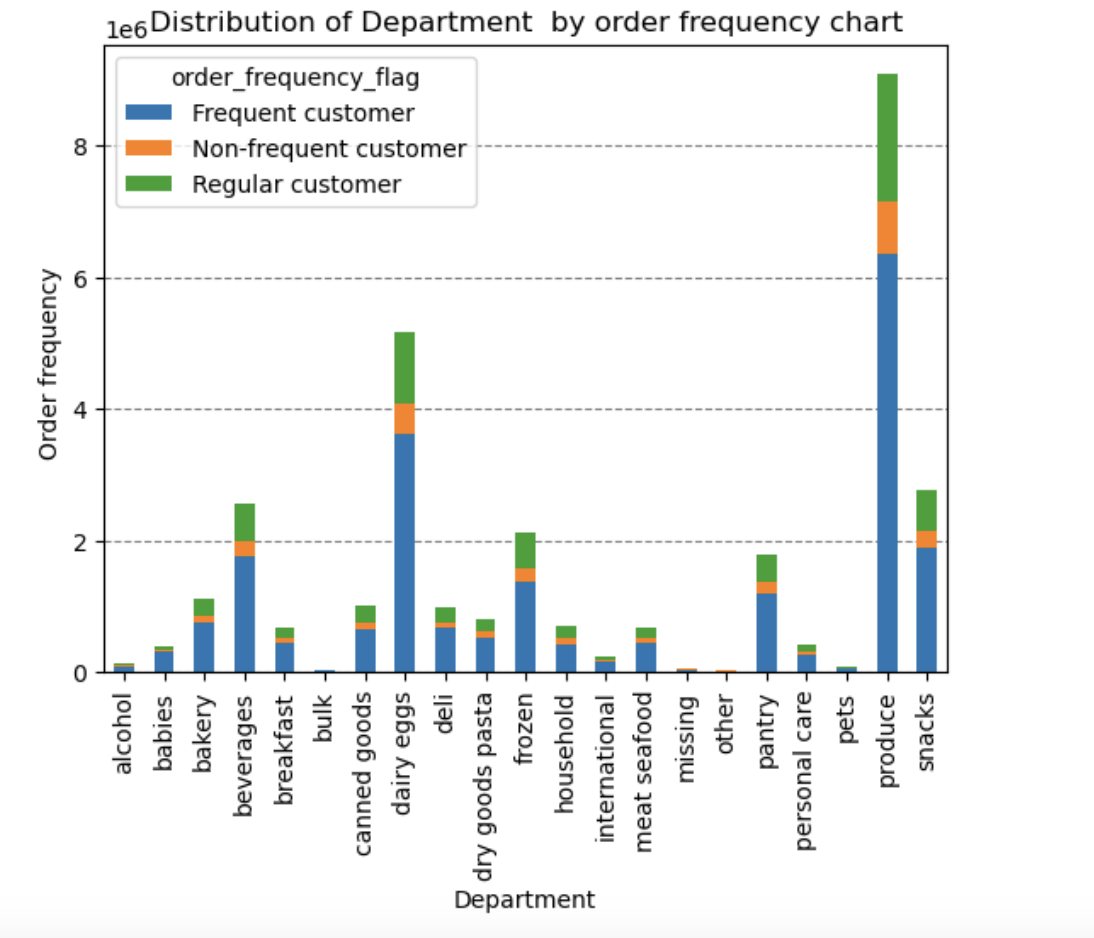 1e6 Distribution of Department  by order frequency chart
order_frequency_flag
Frequent customer
Non-frequent customer
Regular customer
8
6
4
2
0
Order frequency
alcohol
babies
bakery
beverages
breakfast
bulk
canned goods
dairy eggs
deli
dry goods pasta
frozen
household
international
meat seafood
missing
other
pantry
personal care
pets
produce
snacks
Department